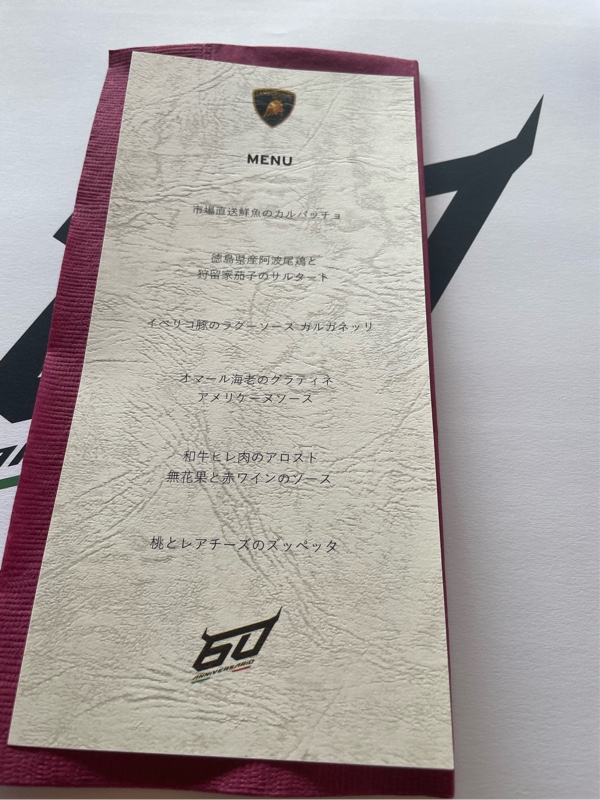 MENU
市場直送鮮魚のカルパッチョ
徳島県産阿波尾鶏と
狩留家茄子のサルタート
イベリコ豚のラグーソース ガルガネッリ
オマール海老のグラティネ
アメリケーヌソース
和牛ヒレ肉のアロスト
無花果と赤ワインのソース
桃とレアチーズのズッペッタ
60
ANNIVERSARIO